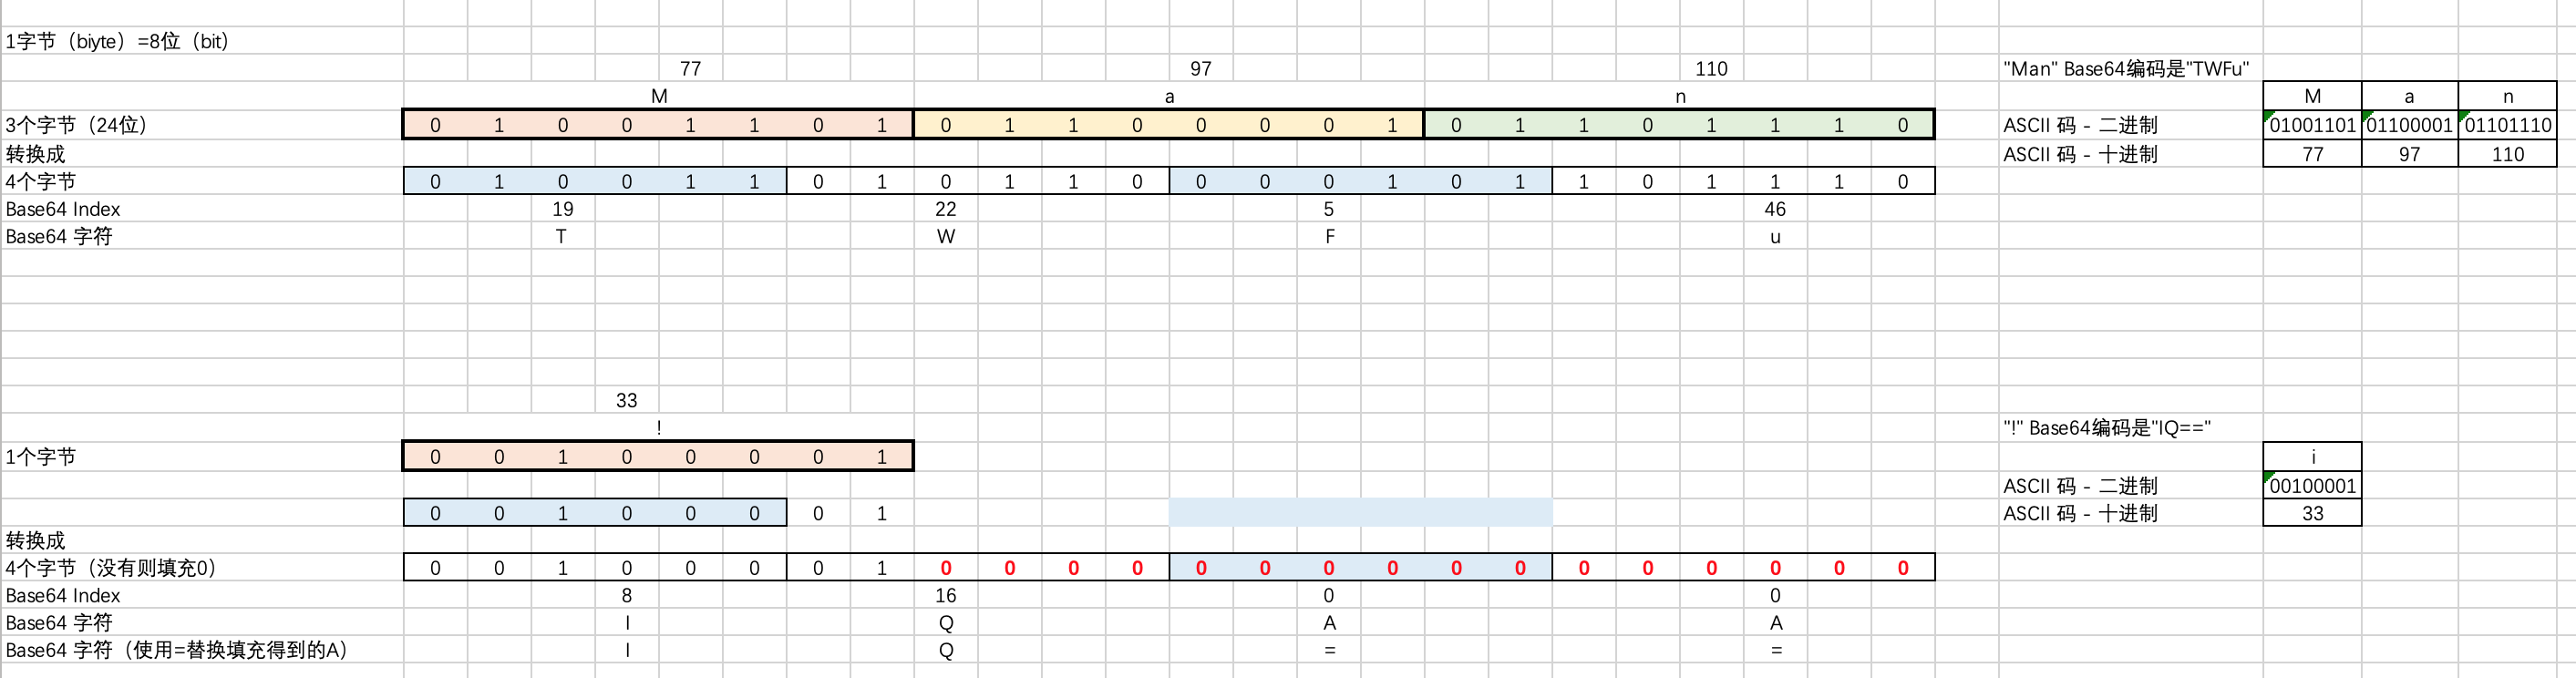 1字节（biyte）=8位（bit）
77 97 110 "Man" Base64编码是"TWFu"
M a n M a n
3个字节（24位） 0 1 0 0 1 1 0 1 0 1 1 0 0 0 0 1 0 1 1 0 1 1 1 0 ASCII 码 - 二进制 01001101 01100001 01101110
转换成 ASCII 码 - 十进制 77 97 110
4个字节 0 1 0 0 1 1 0 1 0 1 1 0 0 0 0 1 0 1 1 0 1 1 1 0
Base64 Index 19 22 5 46
Base64 字符 T W F u
33
! "!" Base64编码是"IQ=="
1个字节 0 0 1 0 0 0 0 1 i
ASCII 码 - 二进制 00100001
0 0 1 0 0 0 0 1 ASCII 码 - 十进制 33
转换成
4个字节（没有则填充0） 0 0 1 0 0 0 0 1 0 0 0 0 0 0 0 0 0 0 0 0 0 0 0 0
Base64 Index 8 16 0 0
Base64 字符 I Q A A
Base64 字符（使用=替换填充得到的A） I Q = =